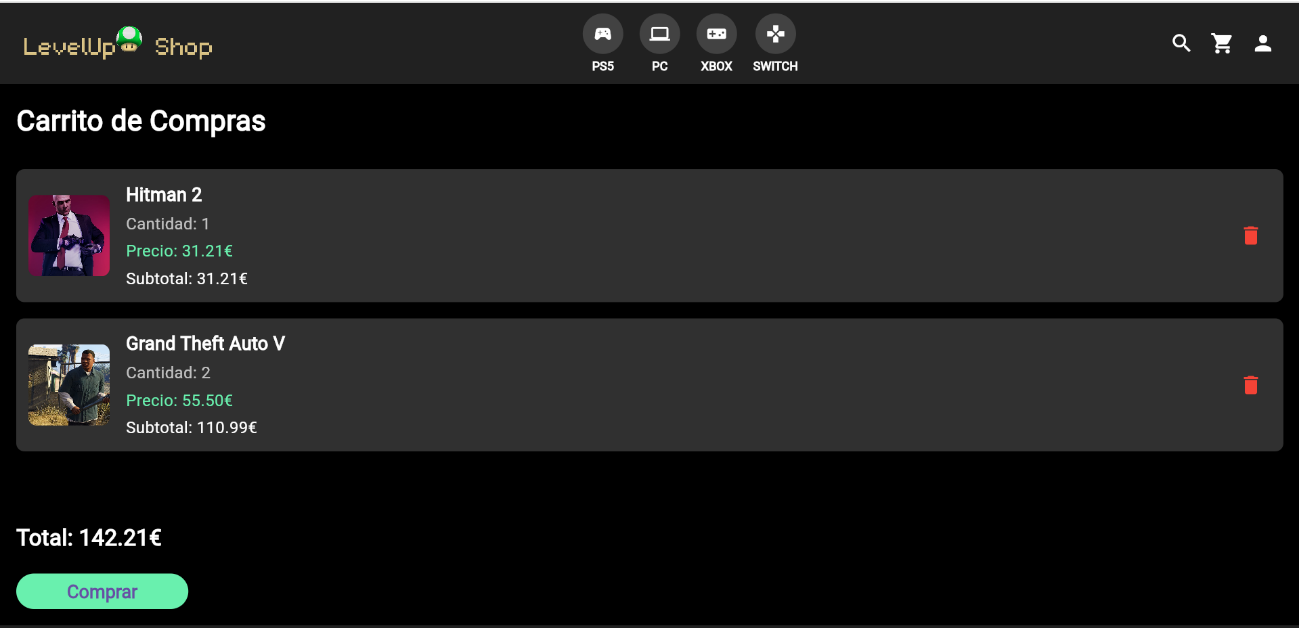 LevelUp Shop
PS5
PC
XBOX
SWITCH
Carrito de Compras
Hitman 2
Cantidad: 1
Precio: 31.21€
Subtotal: 31.21€
Grand Theft Auto V
Cantidad: 2
Precio: 55.50€
Subtotal: 110.99€
Total: 142.21€
Comprar